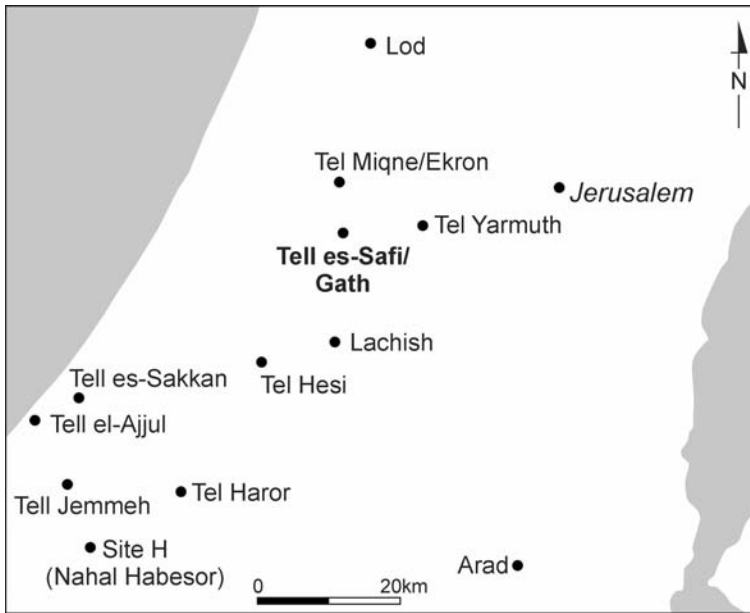 Lod
N
Tel Miqne/Ekron
Jerusalem
Tel Yarmuth
Tell es-Safi/
Gath
Lachish
Tell es-Sakkan
Tel Hesi
Tell el-Ajjul
Tell Jemmeh
Tel Haror
Site H
(Nahal Habesor)
Arad
0 20km